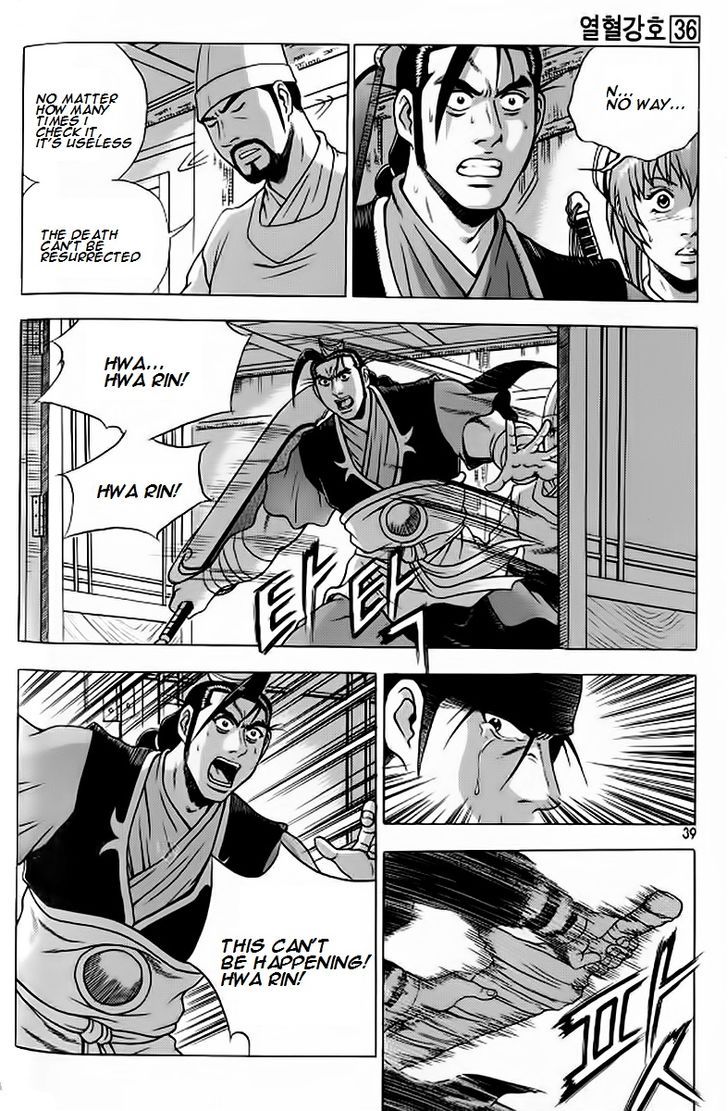 열혈강호 36
NO MATTER
HOW MANY
TIMES I
CHECK IT,
IT'S USELESS
THE DEATH
CAN'T BE
RESURRECTED
N...
NO WAY...
HWA...
HWA RIN!
HWA RIN!
타탁
THIS CAN'T
BE HAPPENING!
HWA RIN!
39
콰닥